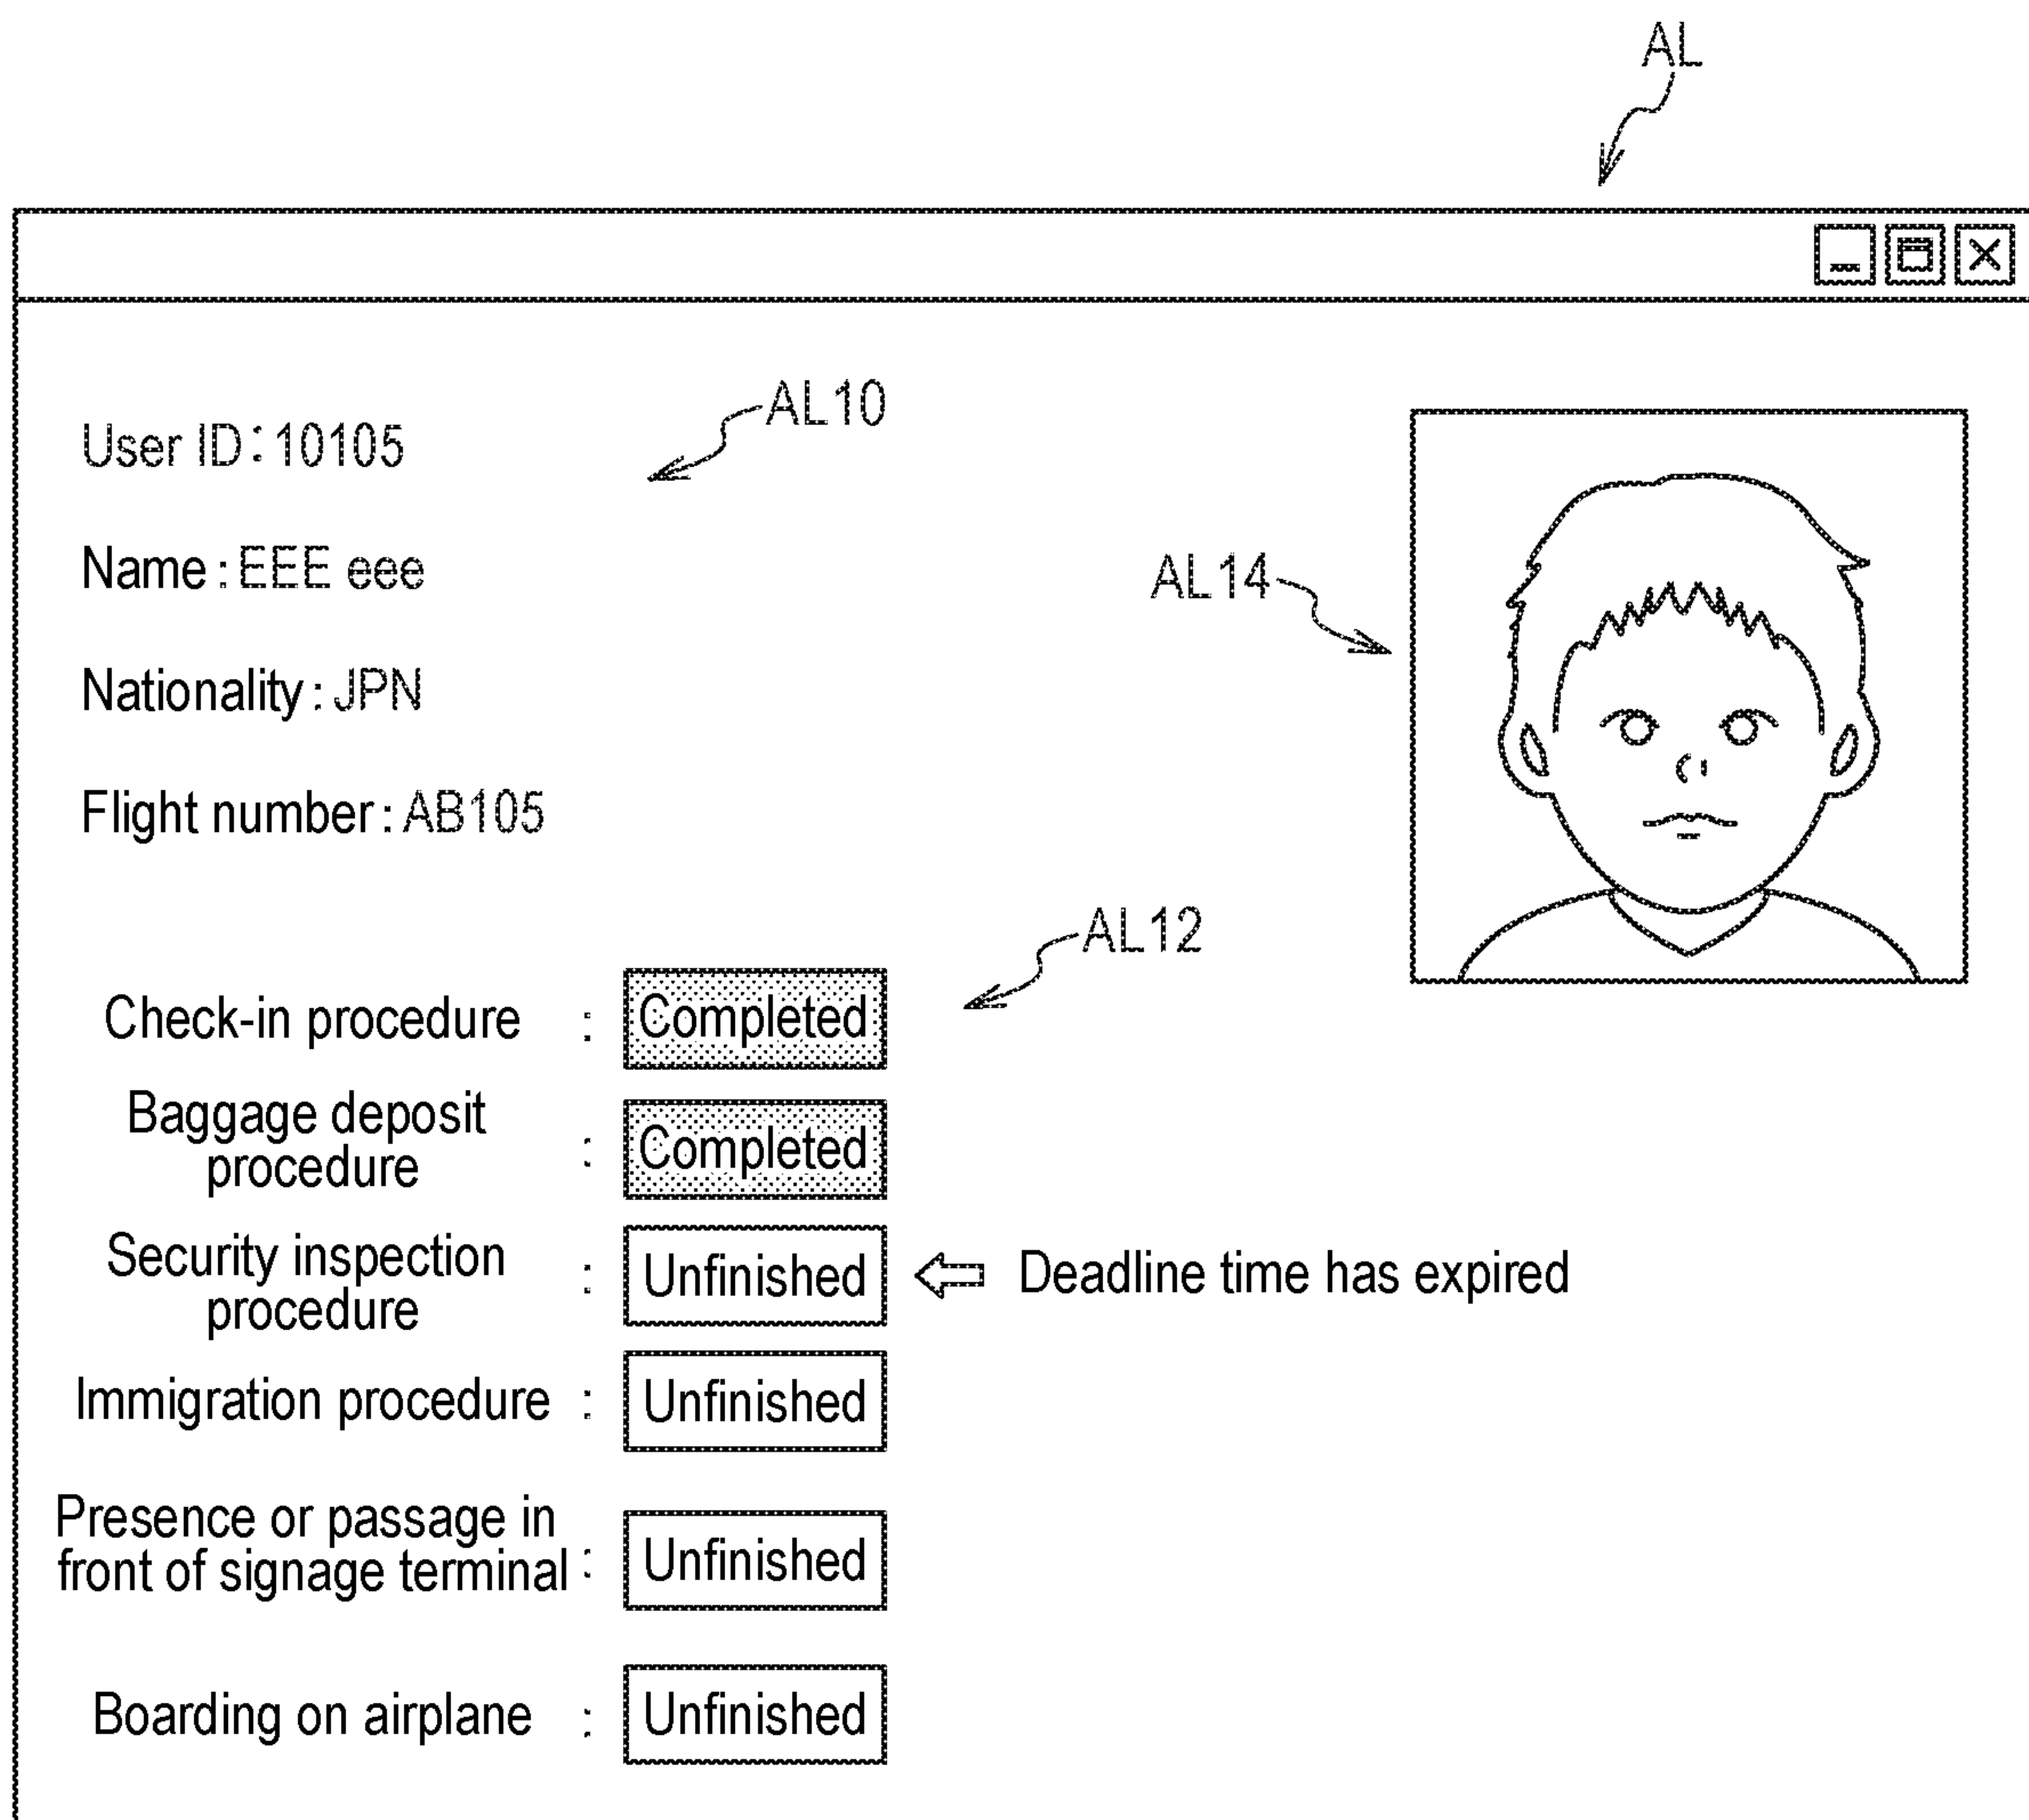 AL
User ID:10105
AL10
Name:EEE eee
AL14
Nationality:JPN
Flight number:AB105
AL12
Check-in procedure : Completed
Baggage deposit
procedure : Completed
Security inspection
procedure : Unfinished Deadline time has expired
Immigration procedure : Unfinished
Presence or passage in
front of signage terminal : Unfinished
Boarding on airplane : Unfinished